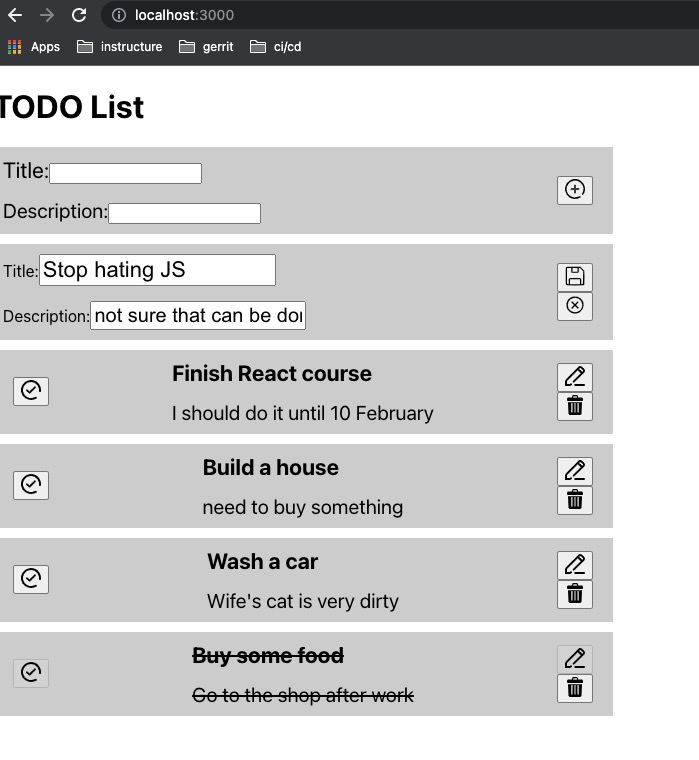 localhost:3000
Apps instructure gerrit ci/cd
TODO List
Title:
Description:
Title: Stop hating JS
Description: not sure that can be do
Finish React course
I should do it until 10 February
Build a house
need to buy something
Wash a car
Wife's cat is very dirty
Buy some food
Go to the shop after work